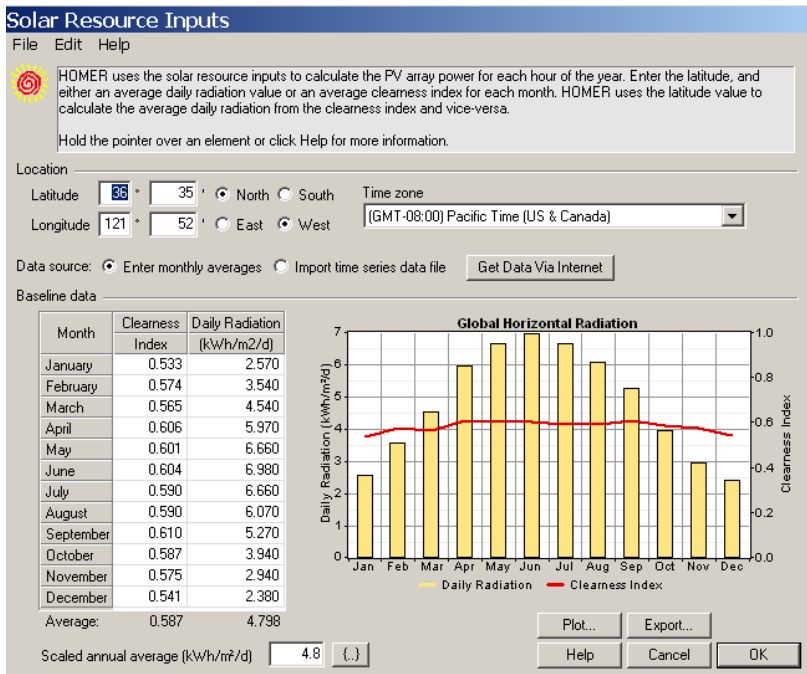 Solar Resource Inputs
File Edit Help
HOMER uses the solar resource inputs to calculate the PV array power for each hour of the year. Enter the latitude, and
either an average daily radiation value or an average clearness index for each month. HOMER uses the latitude value to
calculate the average daily radiation from the clearness index and vice-versa.
Hold the pointer over an element or click Help for more information.
Location
Latitude 36 ° 35 ' North South Time zone
Longitude 121 ° 52 ' East West (GMT-08:00) Pacific Time (US & Canada)
Data source: Enter monthly averages Import time series data file Get Data Via Internet
Baseline data
Month Clearness Index Daily Radiation (kWh/m2/d)
January 0.533 2.570
February 0.574 3.540
March 0.565 4.540
April 0.606 5.970
May 0.601 6.660
June 0.604 6.980
July 0.590 6.660
August 0.590 6.070
September 0.610 5.270
October 0.587 3.940
November 0.575 2.940
December 0.541 2.380
Average: 0.587 4.798
Scaled annual average (kWh/m²/d) 4.8 {..}
Global Horizontal Radiation
Daily Radiation (kWh/m²/d)
7
6
5
4
3
2
1
0
Jan Feb Mar Apr May Jun Jul Aug Sep Oct Nov Dec
1.0
0.8
0.6
0.4
0.2
0.0
Clearness Index
Daily Radiation Clearness Index
Plot... Export...
Help Cancel OK